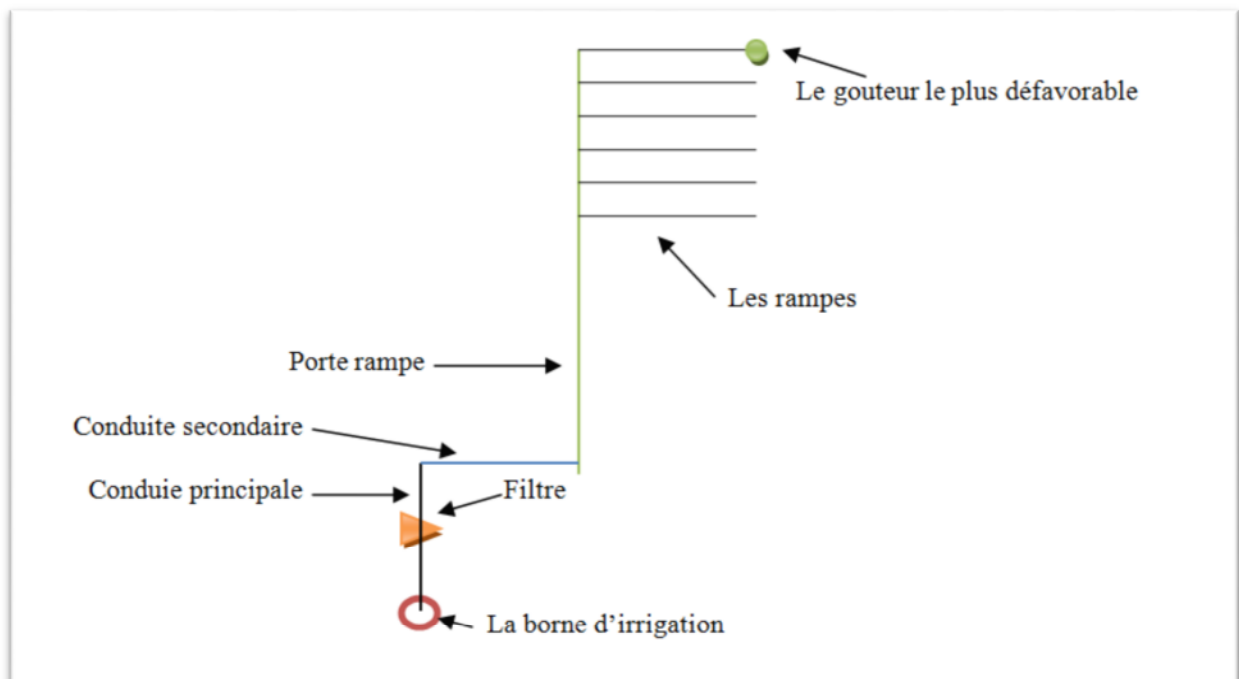 Le gouteur le plus défavorable
Les rampes
Porte rampe
Conduite secondaire
Conduie principale
Filtre
La borne d’irrigation